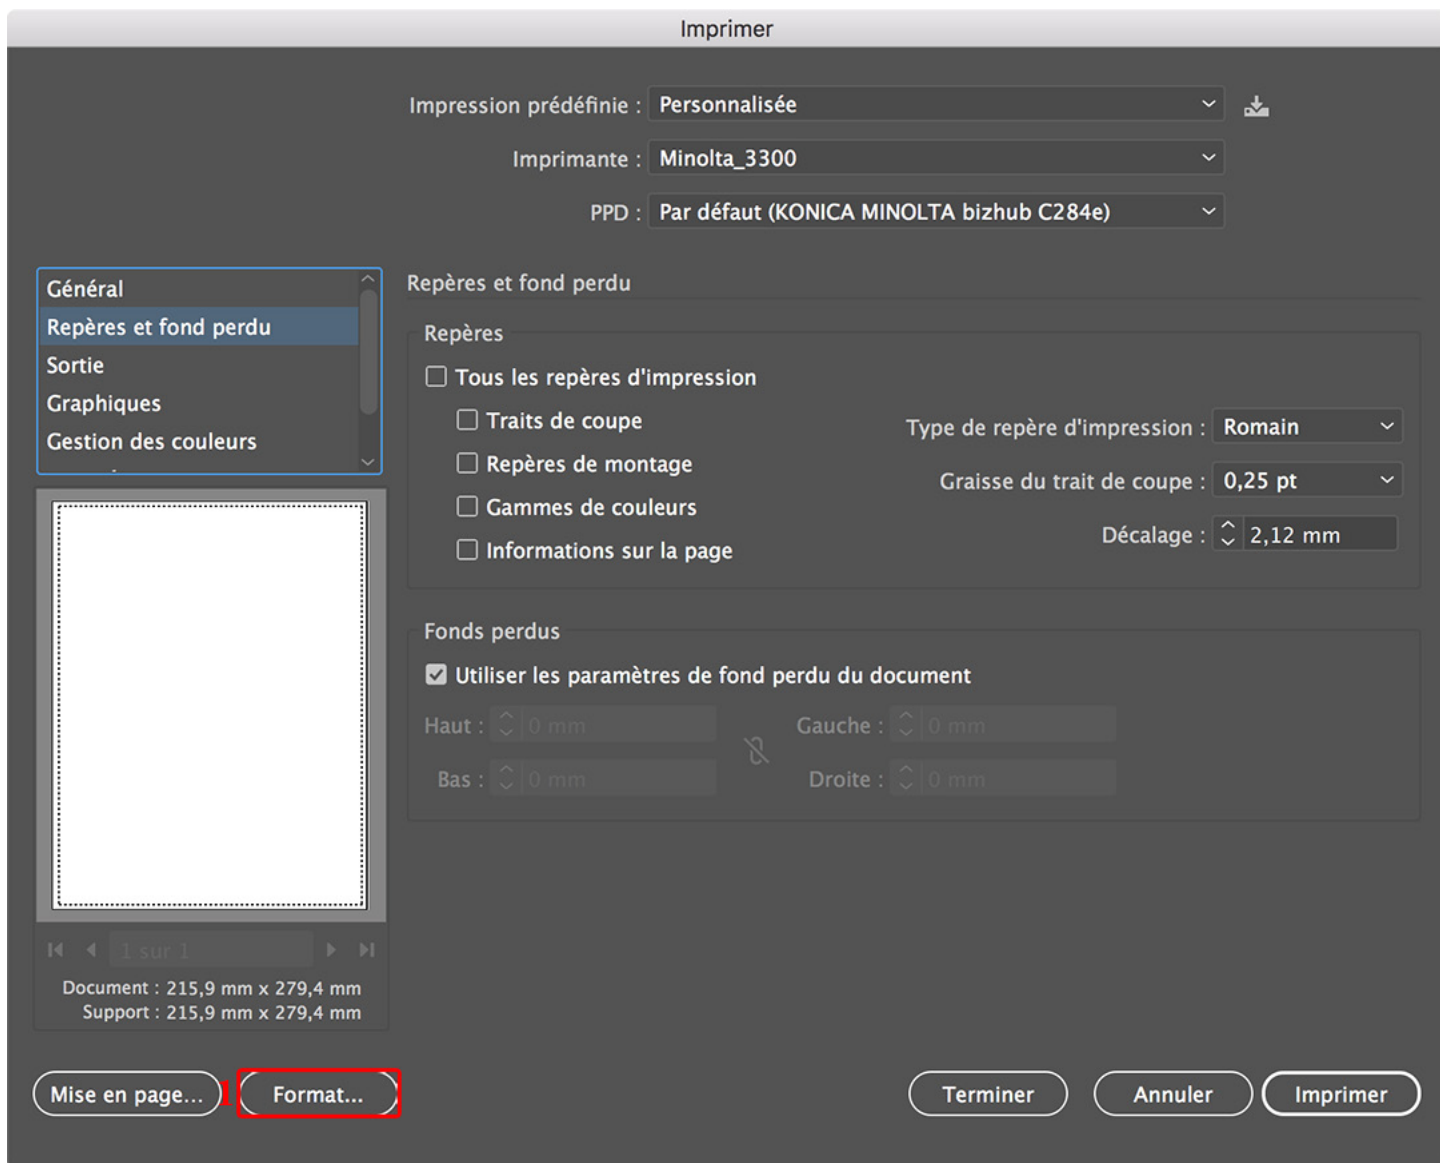 Imprimer
Impression prédéfinie : Personnalisée
Imprimante : Minolta_3300
PPD : Par défaut (KONICA MINOLTA bizhub C284e)
Général
Repères et fond perdu
Sortie
Graphiques
Gestion des couleurs
Repères et fond perdu
Repères
Tous les repères d'impression
Traits de coupe
Repères de montage
Gammes de couleurs
Informations sur la page
Type de repère d'impression : Romain
Graisse du trait de coupe : 0,25 pt
Décalage : 2,12 mm
Fonds perdus
Utiliser les paramètres de fond perdu du document
Haut : 0 mm Gauche : 0 mm
Bas : 0 mm Droite : 0 mm
1 sur 1
Document : 215,9 mm x 279,4 mm
Support : 215,9 mm x 279,4 mm
Mise en page... 1 Format... Terminer Annuler Imprimer